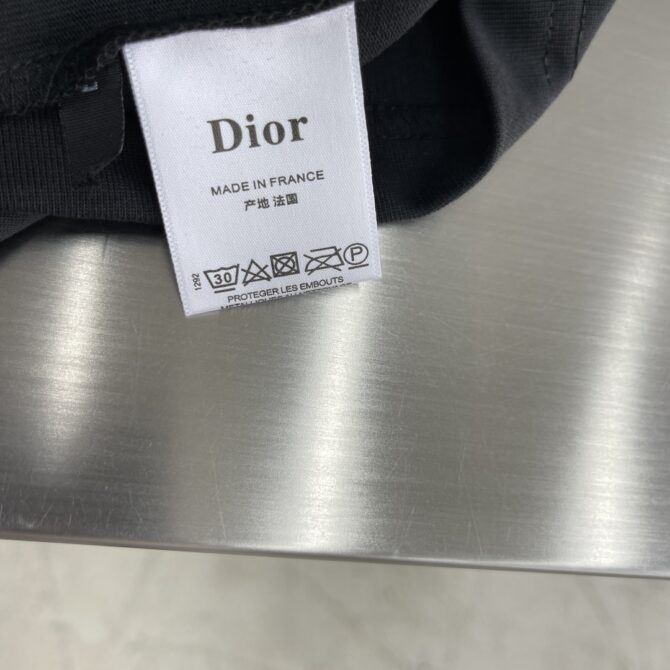 Dior
MADE IN FRANCE
产地 法国
30 P
1292
PROTEGER LES EMBOUTS